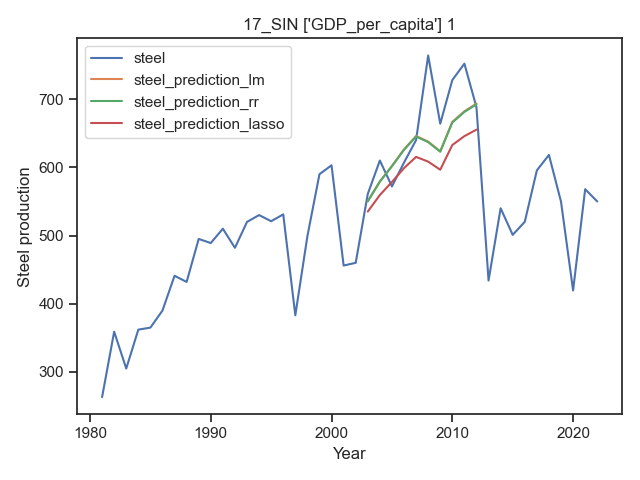 17_SIN ['GDP_per_capita'] 1
steel
steel_prediction_lm
steel_prediction_rr
steel_prediction_lasso
Steel production
700
600
500
400
300
1980
1990
2000
2010
2020
Year